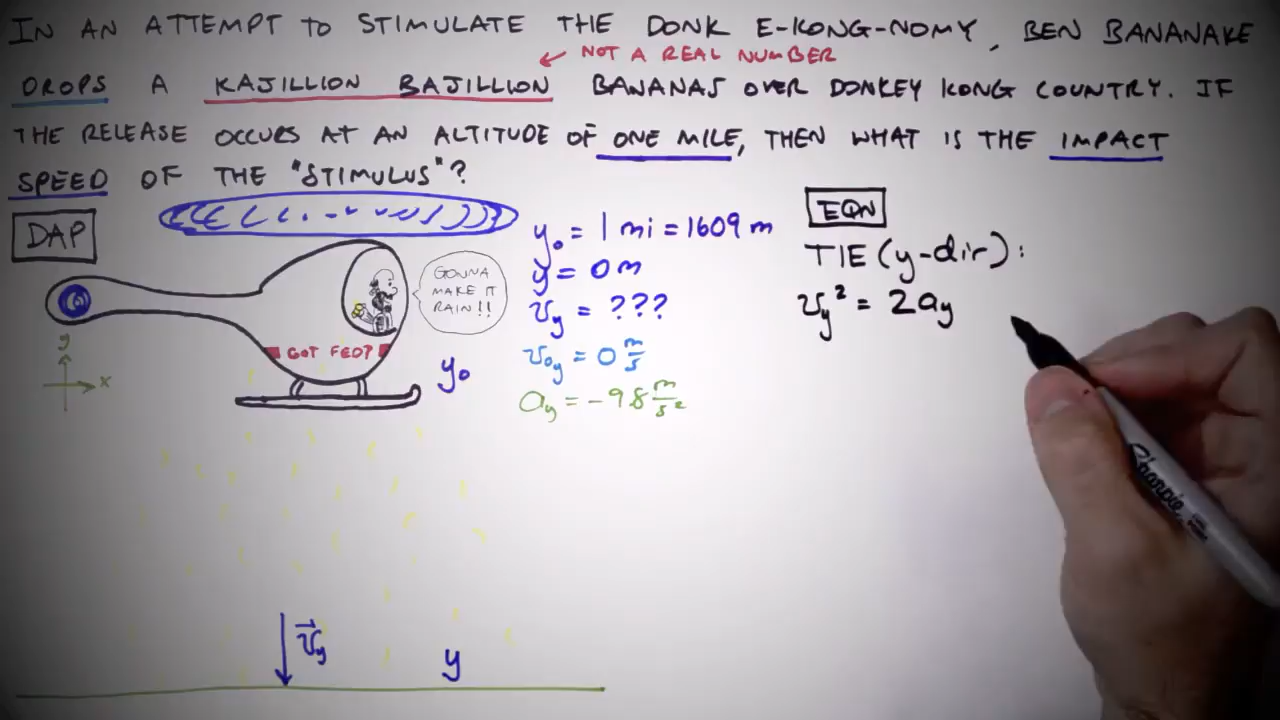 IN AN ATTEMPT TO STIMULATE THE DONK E-KONG-NOMY, BEN BANANAKE
← NOT A REAL NUMBER
DROPS A KAJILLION BAJILLION BANANAS OVER DONKEY KONG COUNTRY. IF
THE RELEASE OCCURS AT AN ALTITUDE OF ONE MILE, THEN WHAT IS THE IMPACT
SPEED OF THE "STIMULUS"?
DAP
GONNA
MAKE IT
RAIN!!
GOT FED?
y
x
y₀
y₀ = 1 mi = 1609 m
y = 0 m
v_y = ???
v₀y = 0 m/s
a_y = -9.8 m/s²
EQN
TIE (y-dir):
v_y² = 2a_y
v_y
y
Sharpie